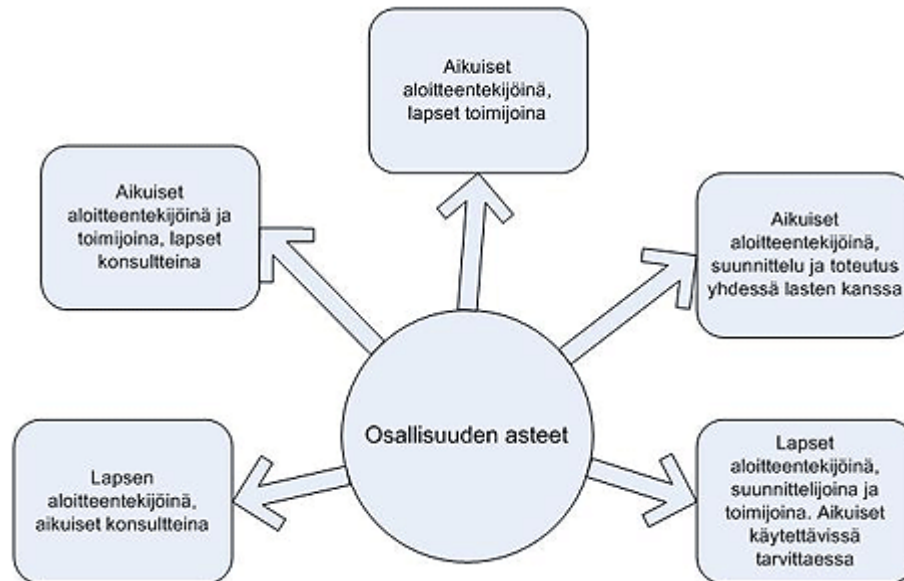 Aikuiset
aloitteentekijöinä,
lapset toimijoina
Aikuiset
aloitteentekijöinä ja
toimijoina, lapset
konsultteina
Aikuiset
aloitteentekijöinä,
suunnittelu ja toteutus
yhdessä lasten kanssa
Osallisuuden asteet
Lapsen
aloitteentekijöinä,
aikuiset konsultteina
Lapset
aloitteentekijöinä,
suunnittelijoina ja
toimijoina. Aikuiset
käytettävissä
tarvittaessa